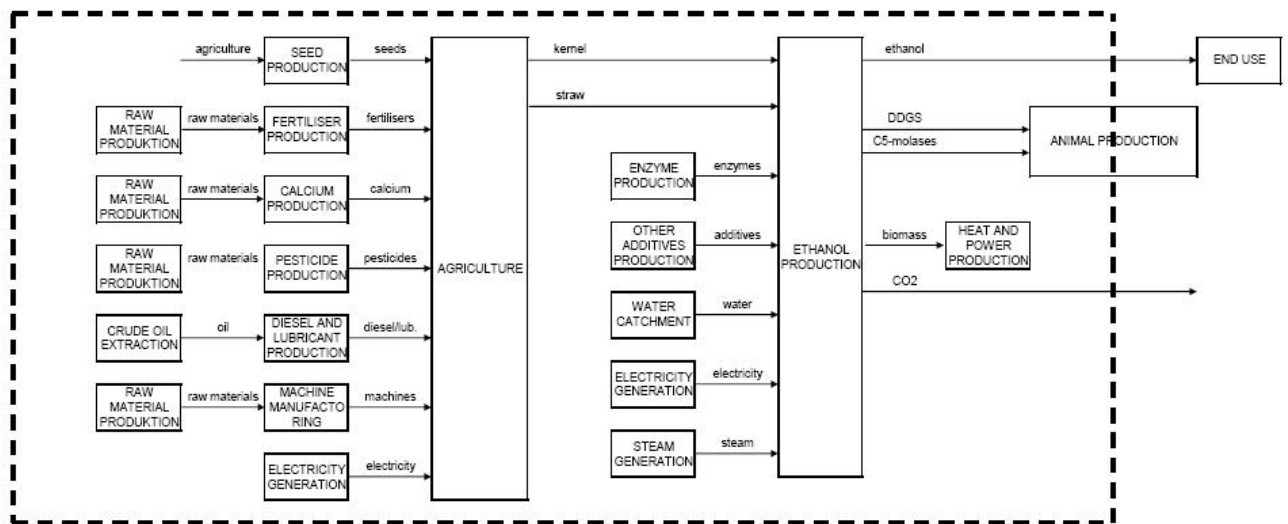 agriculture
SEED
PRODUCTION
seeds
kernel
ethanol
END USE
straw
RAW
MATERIAL
PRODUKTION
raw materials
FERTILISER
PRODUCTION
fertilisers
DDGS
C5-molases
ANIMAL PRODUCTION
ENZYME
PRODUCTION
enzymes
RAW
MATERIAL
PRODUKTION
raw materials
CALCIUM
PRODUCTION
calcium
OTHER
ADDITIVES
PRODUCTION
additives
biomass
HEAT AND
POWER
PRODUCTION
RAW
MATERIAL
PRODUKTION
raw materials
PESTICIDE
PRODUCTION
pesticides
AGRICULTURE
ETHANOL
PRODUCTION
CO2
WATER
CATCHMENT
water
CRUDE OIL
EXTRACTION
oil
DIESEL AND
LUBRICANT
PRODUCTION
diesel/lub.
ELECTRICITY
GENERATION
electricity
RAW
MATERIAL
PRODUKTION
raw materials
MACHINE
MANUFACTO
RING
machines
STEAM
GENERATION
steam
ELECTRICITY
GENERATION
electricity